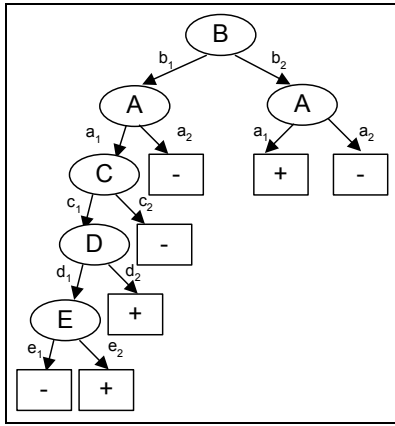 B
b1 b2
A A
a1 a2 a1 a2
C - + -
c1 c2
D -
d1 d2
E +
e1 e2
- +